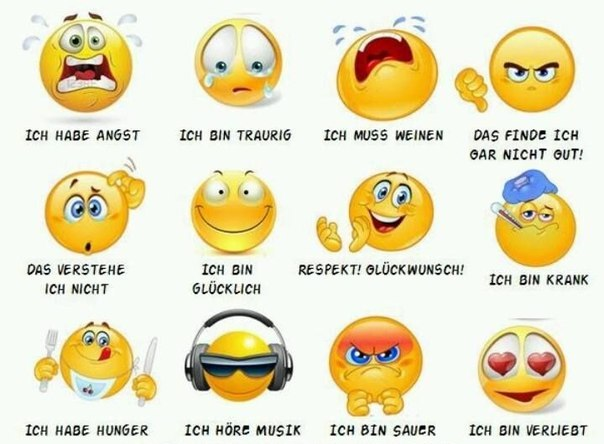 ICH HABE ANGST
ICH BIN TRAURIG
ICH MUSS WEINEN
DAS FINDE ICH
GAR NICHT GUT!
DAS VERSTEHE
ICH NICHT
ICH BIN
GLÜCKLICH
RESPEKT! GLÜCKWUNSCH!
ICH BIN KRANK
ICH HABE HUNGER
ICH HÖRE MUSIK
ICH BIN SAUER
ICH BIN VERLIEBT